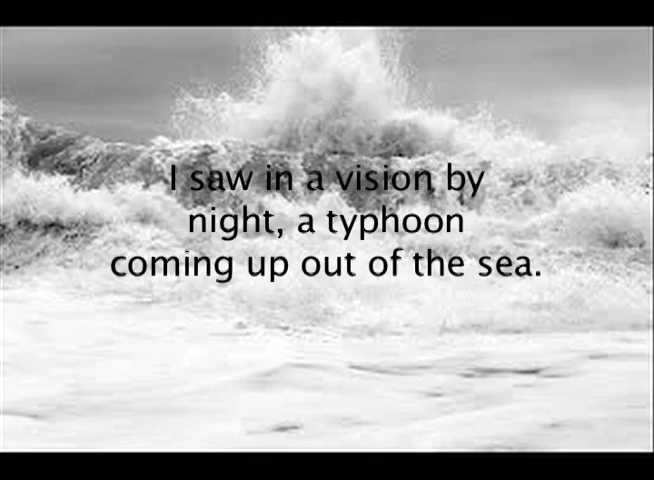 I saw in a vision by
night, a typhoon
coming up out of the sea.